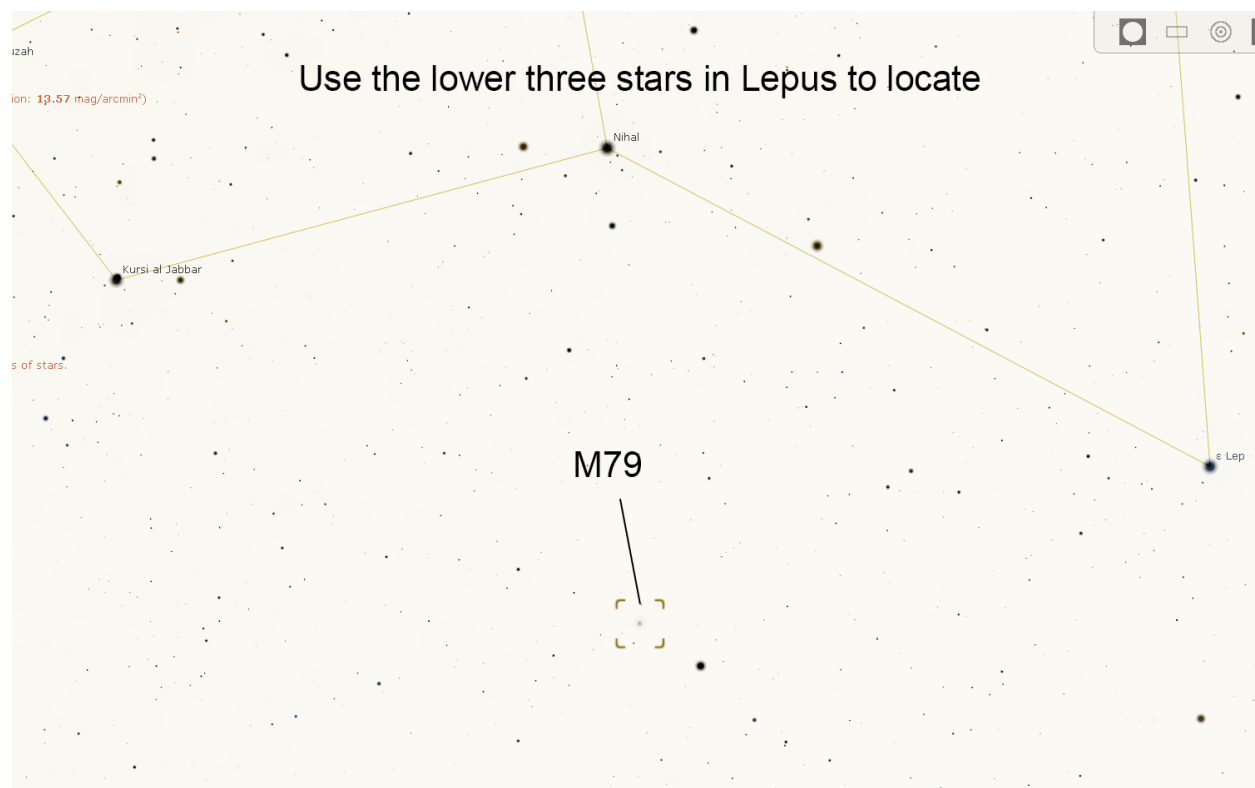 uzah
Use the lower three stars in Lepus to locate
ion: 13.57 mag/arcmin²)
Nihal
Kursi al Jabbar
s of stars.
M79
ε Lep